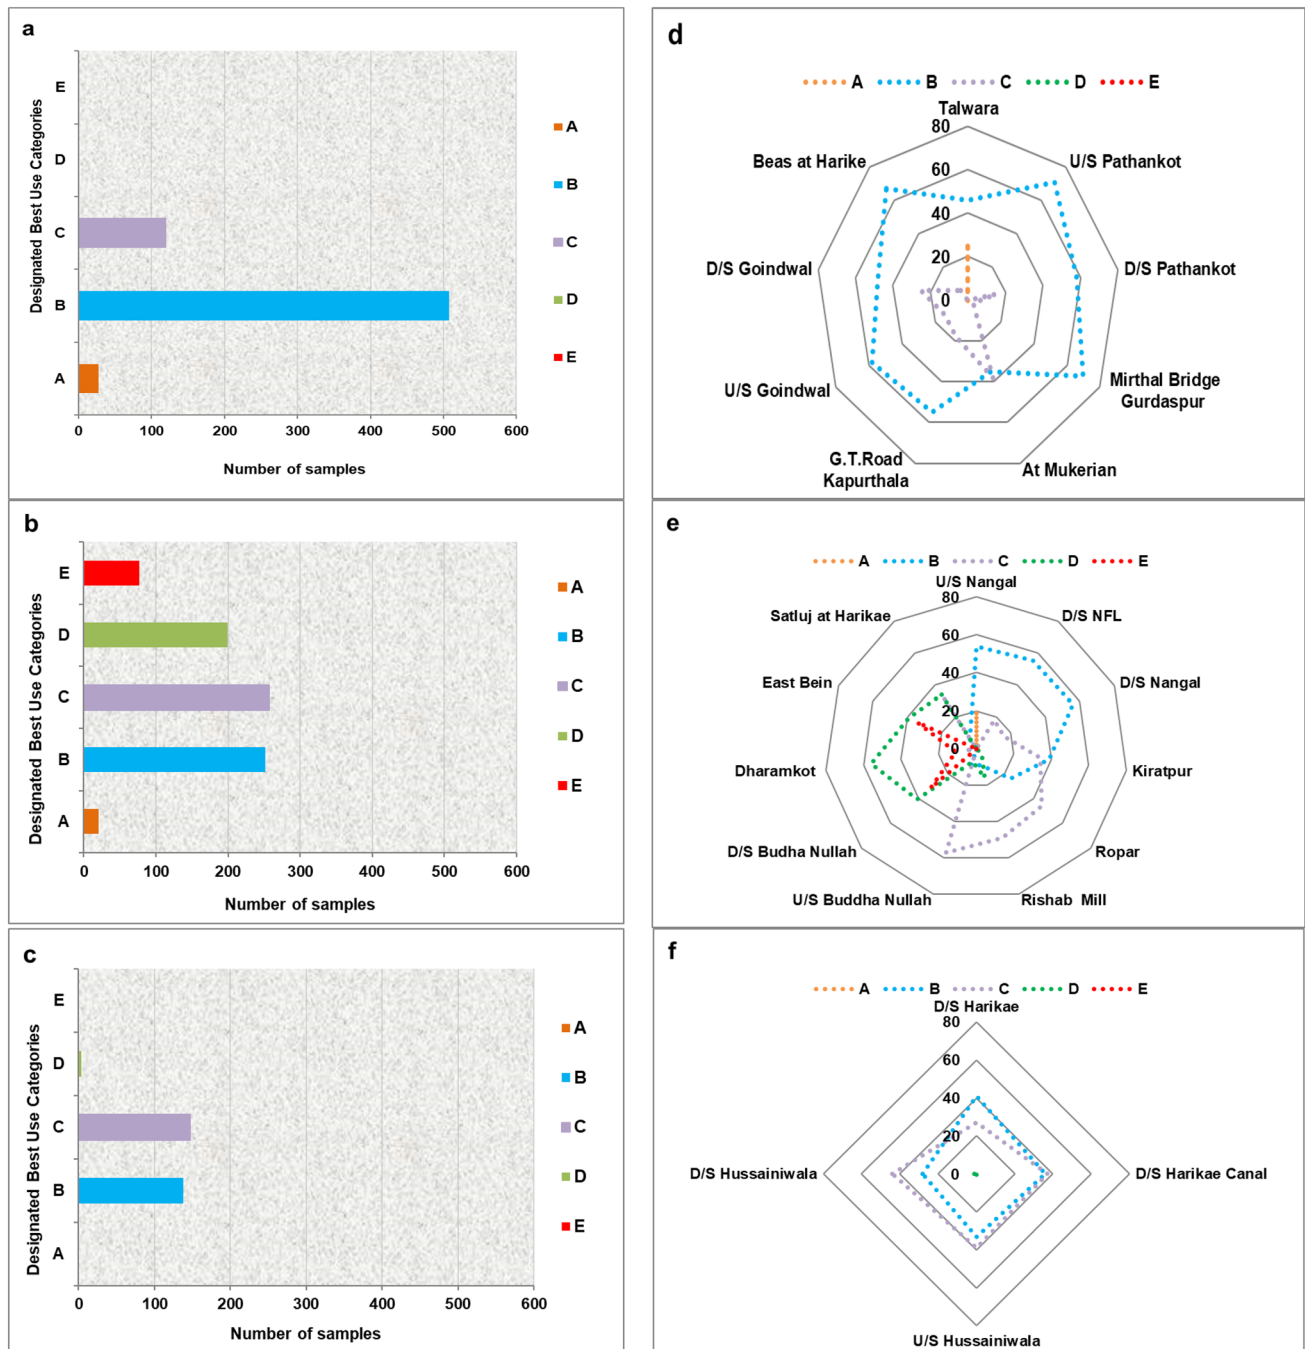 a
Designated Best Use Categories
E
D
C
B
A
0 100 200 300 400 500 600
Number of samples
A
B
C
D
E
d
A B C D E
Talwara
U/S Pathankot
D/S Pathankot
Mirthal Bridge
Gurdaspur
At Mukerian
G.T.Road
Kapurthala
U/S Goindwal
D/S Goindwal
Beas at Harike
80
60
40
20
0
b
Designated Best Use Categories
E
D
C
B
A
0 100 200 300 400 500 600
Number of samples
A
B
C
D
E
e
A B C D E
U/S Nangal
D/S NFL
D/S Nangal
Kiratpur
Ropar
Rishab Mill
U/S Buddha Nullah
D/S Budha Nullah
Dharamkot
East Bein
Satluj at Harikae
80
60
40
20
0
c
Designated Best Use Categories
E
D
C
B
A
0 100 200 300 400 500 600
Number of samples
A
B
C
D
E
f
A B C D E
D/S Harikae
D/S Harikae Canal
U/S Hussainiwala
D/S Hussainiwala
80
60
40
20
0